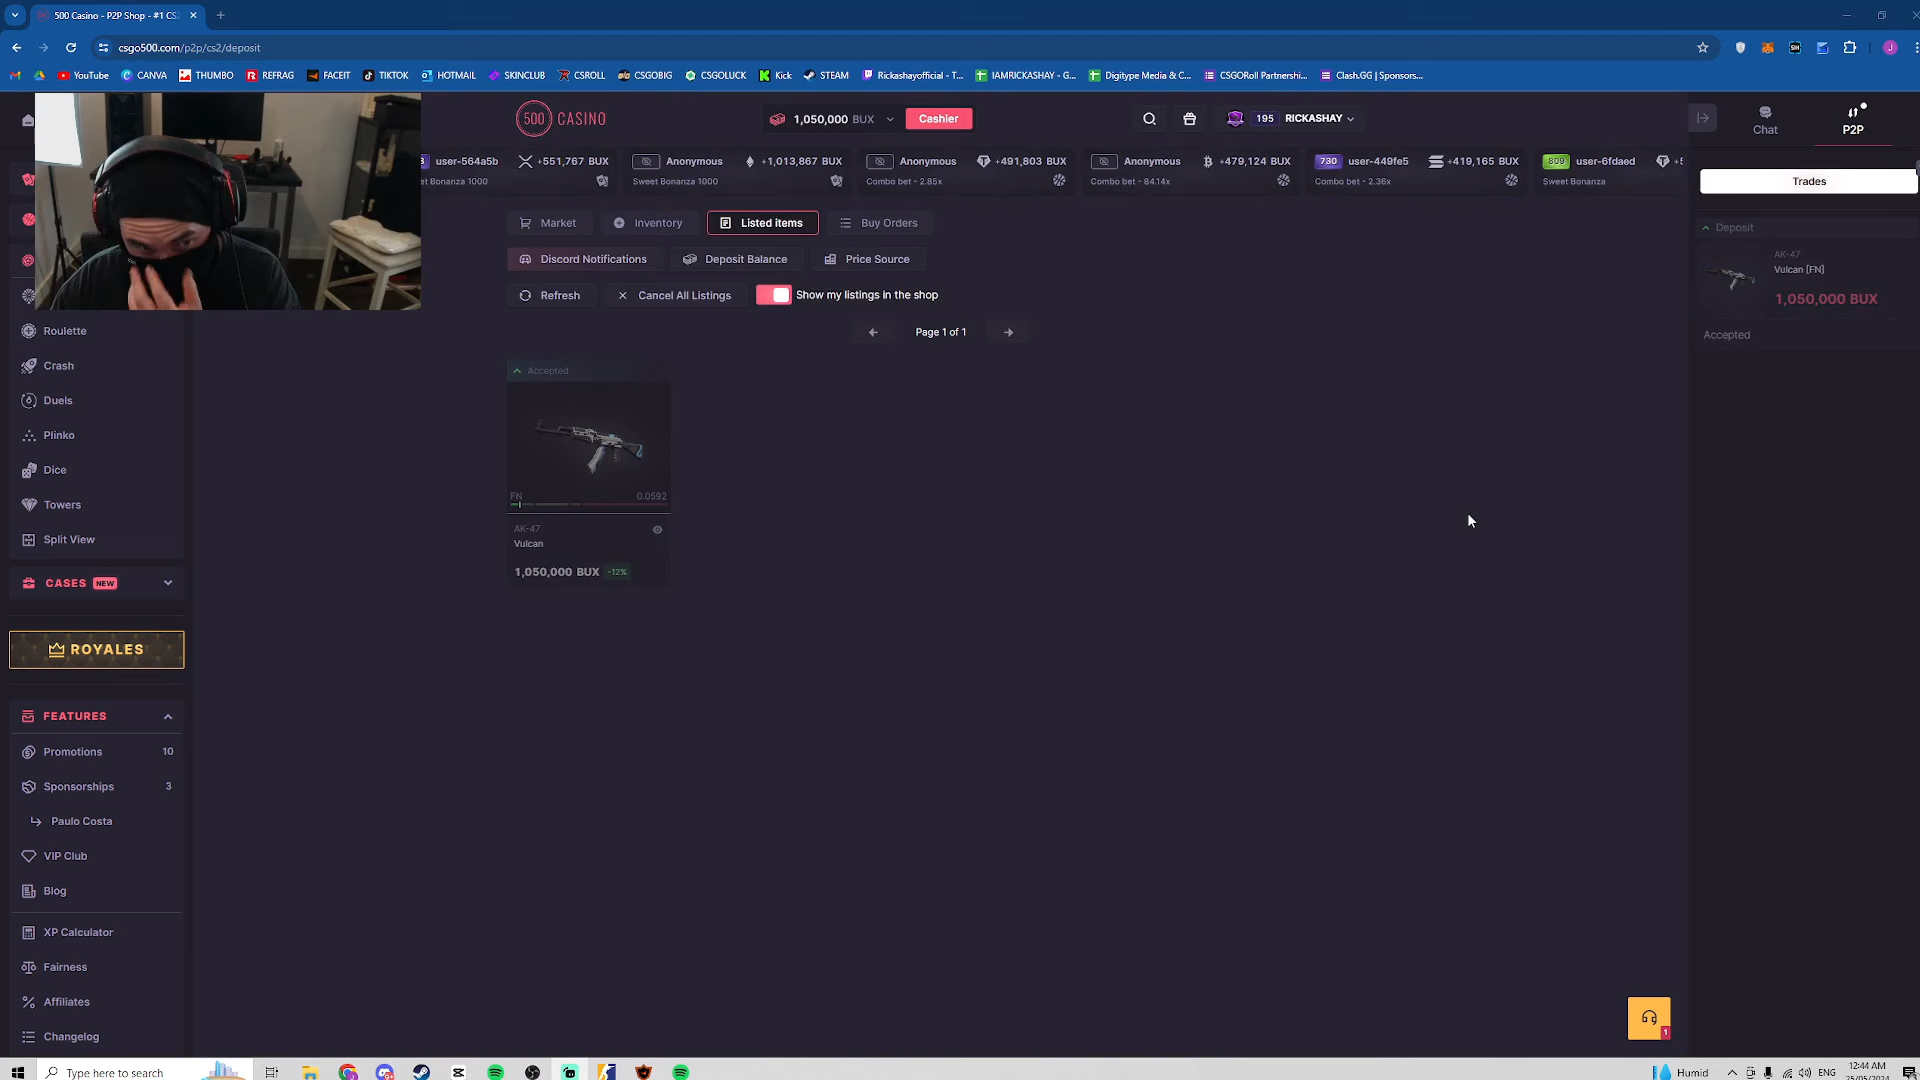 500 Casino - P2P Shop - #1 CS2
csgo500.com/p2p/cs2/deposit
YouTube CANVA THUMBO REFRAG FACEIT TIKTOK HOTMAIL SKINCLUB CSROLL CSGOBIG CSGOLUCK Kick STEAM Rickashayofficial - T... IAMRICKASHAY - G... Digitype Media & C... CSGORoll Partnershi... Clash.GG | Sponsors...
500 CASINO
1,050,000 BUX
Cashier
195 RICKASHAY
Chat
P2P
user-564a5b +551,767 BUX
Sweet Bonanza 1000
Anonymous +1,013,867 BUX
Sweet Bonanza 1000
Anonymous +491,803 BUX
Combo bet - 2.85x
Anonymous +479,124 BUX
Combo bet - 84.14x
730 user-449fe5 +419,165 BUX
Combo bet - 2.36x
809 user-6fdaed
Sweet Bonanza
Trades
Market Inventory Listed items Buy Orders
Discord Notifications Deposit Balance Price Source
Refresh Cancel All Listings Show my listings in the shop
Page 1 of 1
Deposit
AK-47
Vulcan [FN]
1,050,000 BUX
Accepted
Accepted
FN 0.0592
AK-47
Vulcan
1,050,000 BUX -12%
Roulette
Crash
Duels
Plinko
Dice
Towers
Split View
CASES NEW
ROYALES
FEATURES
Promotions 10
Sponsorships 3
Paulo Costa
VIP Club
Blog
XP Calculator
Fairness
Affiliates
Changelog
1
Type here to search
Humid
ENG
12:44 AM
25/05/2024